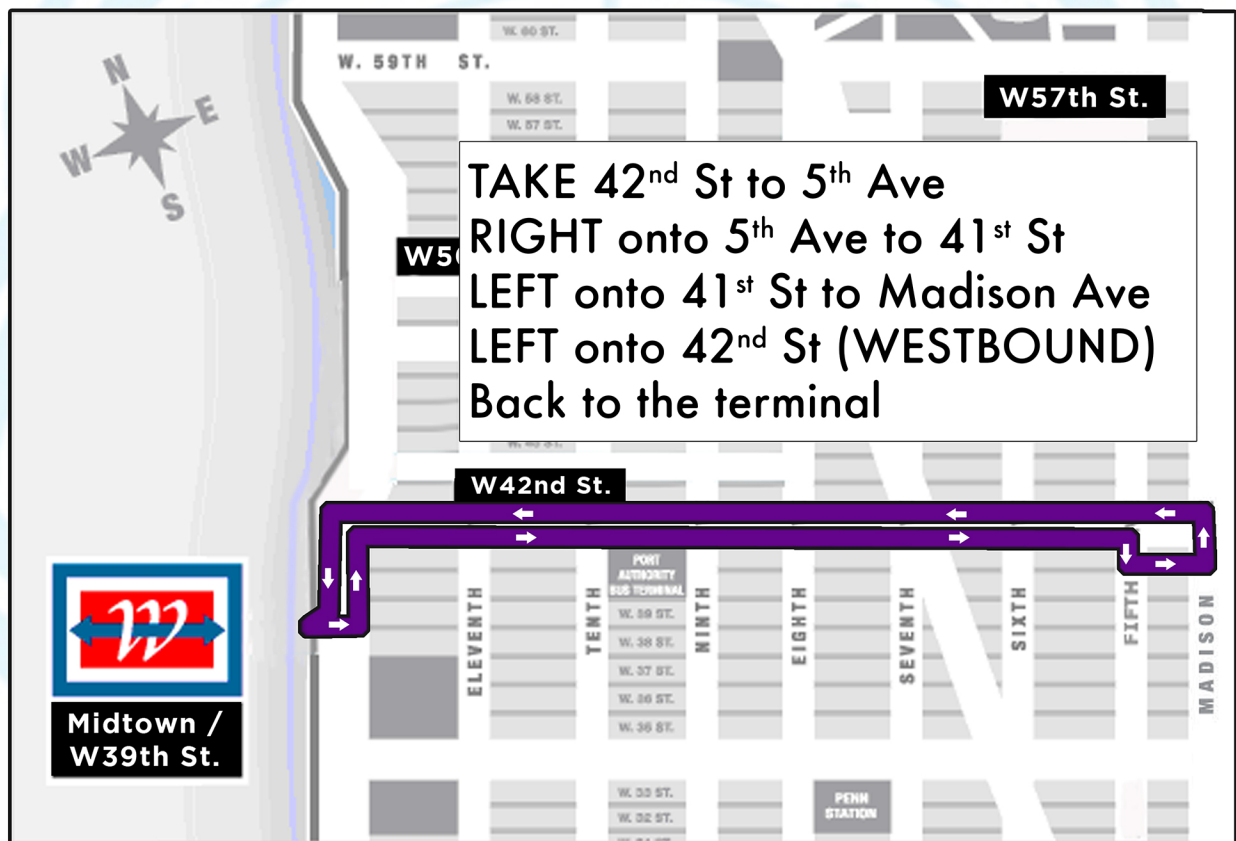 N
E
W
S
W. 60 ST.
W. 59TH ST.
W. 58 ST.
W. 57 ST.
W57th St.
TAKE 42nd St to 5th Ave
RIGHT onto 5th Ave to 41st St
LEFT onto 41st St to Madison Ave
LEFT onto 42nd St (WESTBOUND)
Back to the terminal
W42nd St.
PORT
AUTHORITY
BUS TERMINAL
W. 39 ST.
W. 38 ST.
W. 37 ST.
W. 36 ST.
ELEVENTH
TENTH
NINTH
EIGHTH
SEVENTH
SIXTH
FIFTH
MADISON
W
Midtown /
W39th St.
W. 33 ST.
W. 32 ST.
PENN
STATION